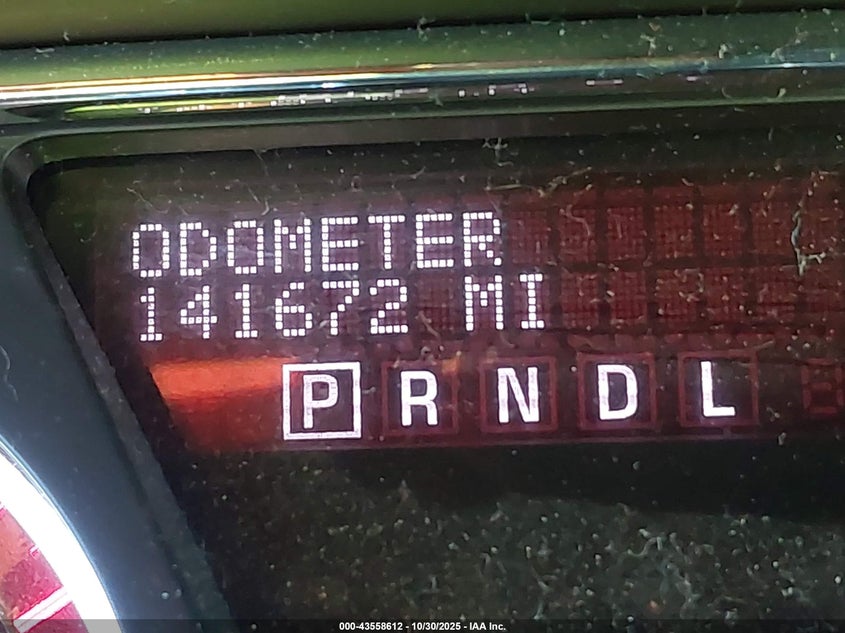 ODOMETER
141672 MI
P R N D L
000-43558612 - 10/30/2025 - IAA Inc.